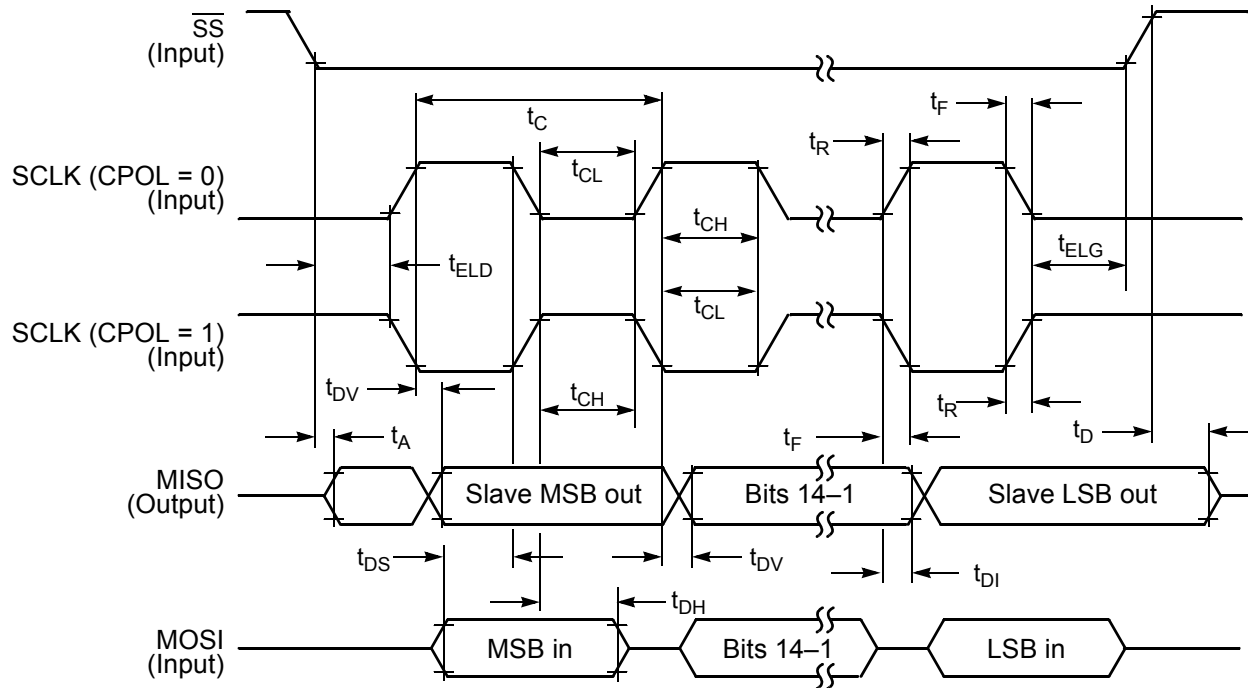 SS
(Input)
t_F
t_C
t_R
SCLK (CPOL = 0)
(Input)
t_CL
t_CH
t_ELD
t_ELG
t_CL
SCLK (CPOL = 1)
(Input)
t_DV
t_CH
t_R
t_A
t_F
t_D
MISO
(Output)
Slave MSB out
Bits 14–1
Slave LSB out
t_DS
t_DV
t_DI
t_DH
MOSI
(Input)
MSB in
Bits 14–1
LSB in